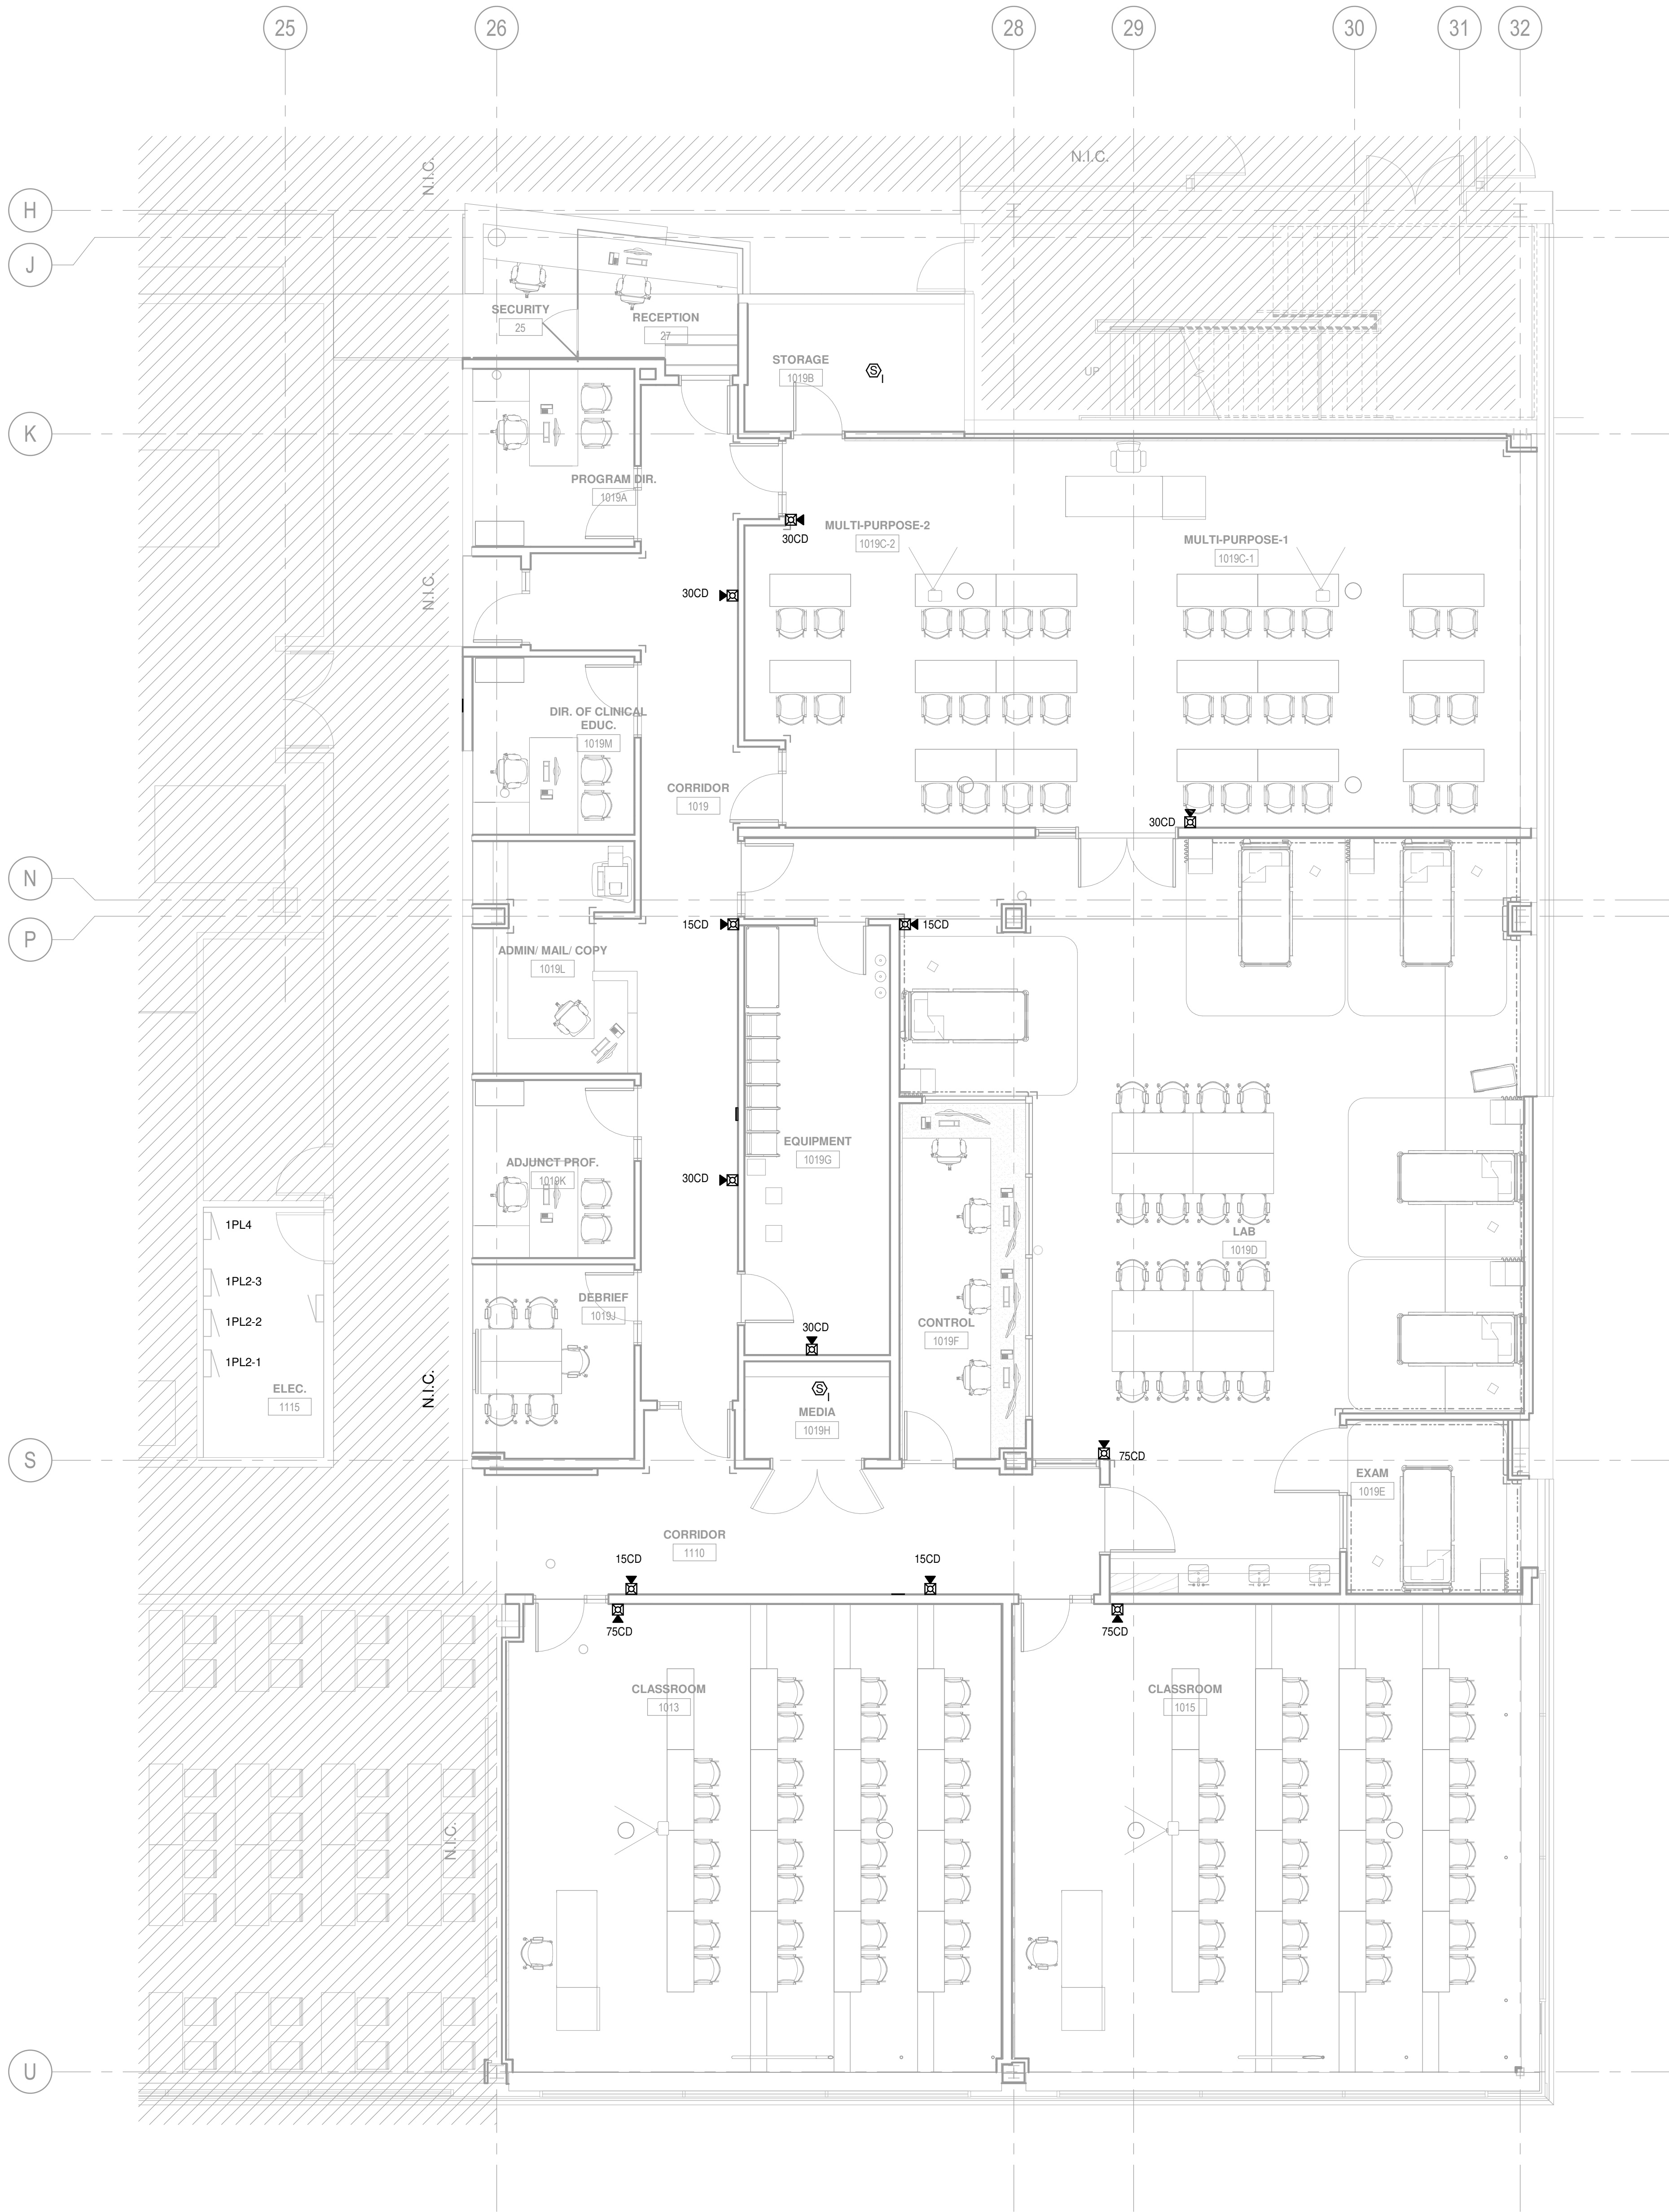 25
26
28
29
30
31
32
N.I.C.
N.I.C.
H
J
SECURITY
25
RECEPTION
27
STORAGE
1019B
S
I
UP
K
PROGRAM DIR.
1019A
30CD
MULTI-PURPOSE-2
1019C-2
MULTI-PURPOSE-1
1019C-1
N.I.C.
30CD
DIR. OF CLINICAL
EDUC.
1019M
CORRIDOR
1019
30CD
N
P
15CD
15CD
ADMIN/ MAIL/ COPY
1019L
EQUIPMENT
1019G
ADJUNCT PROF.
1019K
30CD
LAB
1019D
1PL4
1PL2-3
1PL2-2
1PL2-1
ELEC.
1115
N.I.C.
DEBRIEF
1019J
30CD
CONTROL
1019F
S
I
MEDIA
1019H
S
75CD
EXAM
1019E
CORRIDOR
1110
15CD
15CD
75CD
75CD
CLASSROOM
1013
CLASSROOM
1015
N.I.C.
U